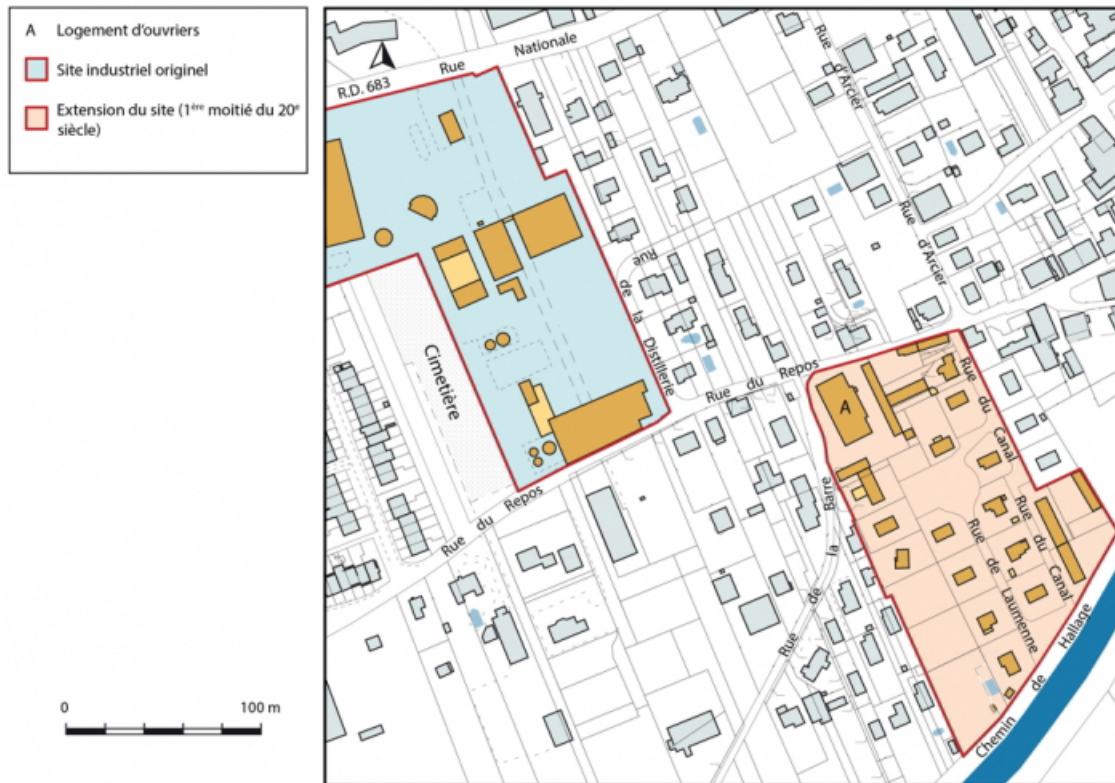 A Logement d'ouvriers
Site industriel originel
Extension du site (1ère moitié du 20e
siècle)
0 100 m
R.D. 683
Rue Nationale
Rue d'Arcier
Rue d'Arcier
Rue de la Distillerie
Cimetière
Rue du Repos
Rue du Repos
A
Rue du Canal
Rue du Canal
Rue de Laumenne
Rue de la Barre
Chemin de Hallage